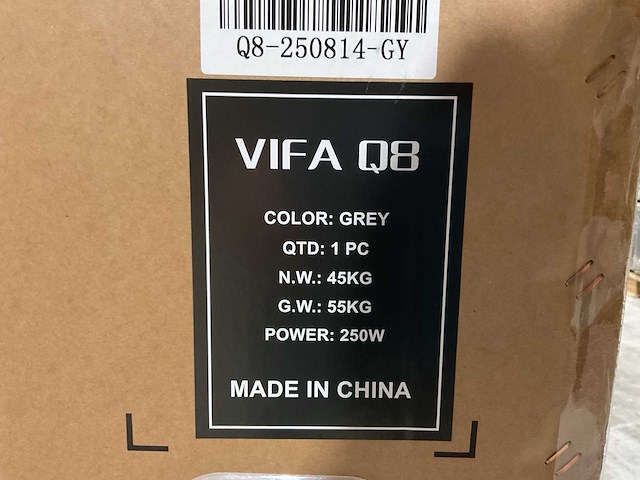 Q8-250814-GY
VIFA Q8
COLOR: GREY
QTD: 1 PC
N.W.: 45KG
G.W.: 55KG
POWER: 250W
MADE IN CHINA